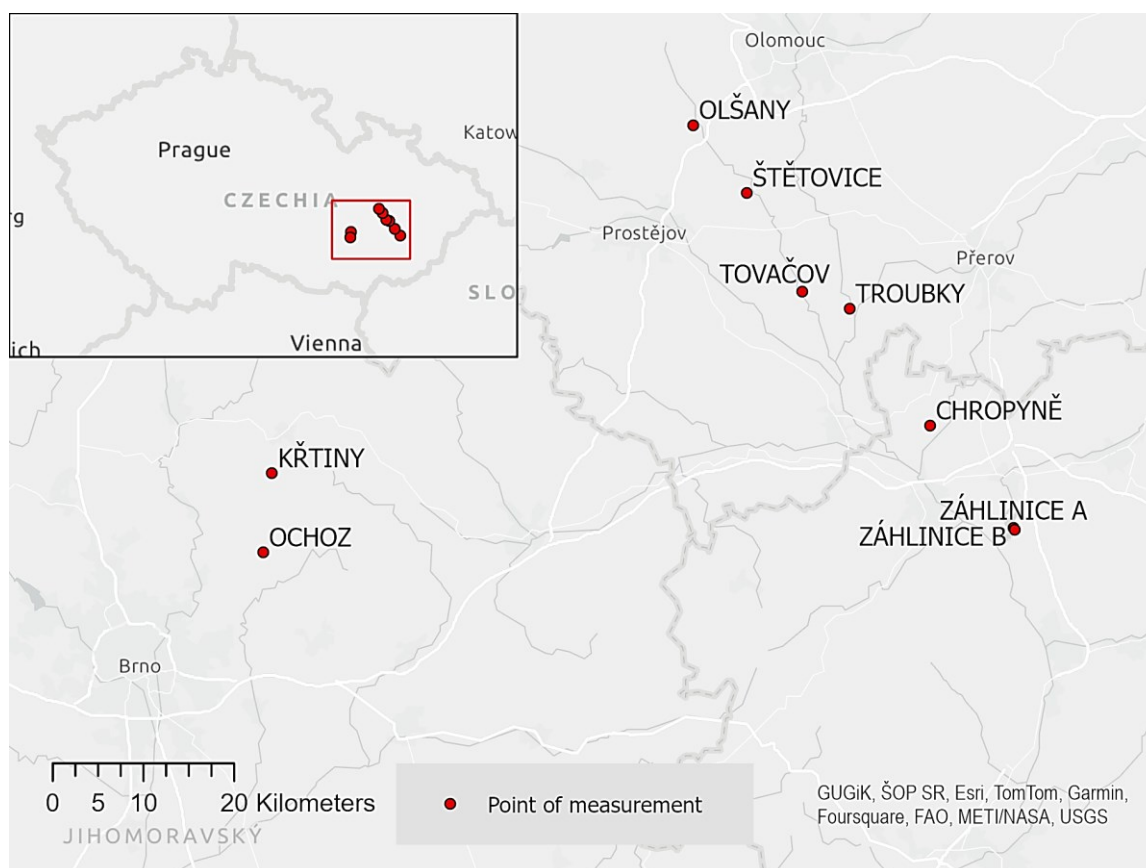 Prague
Katow
CZECHIA
rg
SLO
Vienna
ich
Olomouc
OLŠANY
ŠTĚTOVICE
Prostějov
Přerov
TOVAČOV
TROUBKY
CHROPYNĚ
KŘTINY
ZÁHLINICE A
ZÁHLINICE B
OCHOZ
Brno
0 5 10 20 Kilometers
JIHOMORAVSKÝ
Point of measurement
GUGiK, ŠOP SR, Esri, TomTom, Garmin,
Foursquare, FAO, METI/NASA, USGS